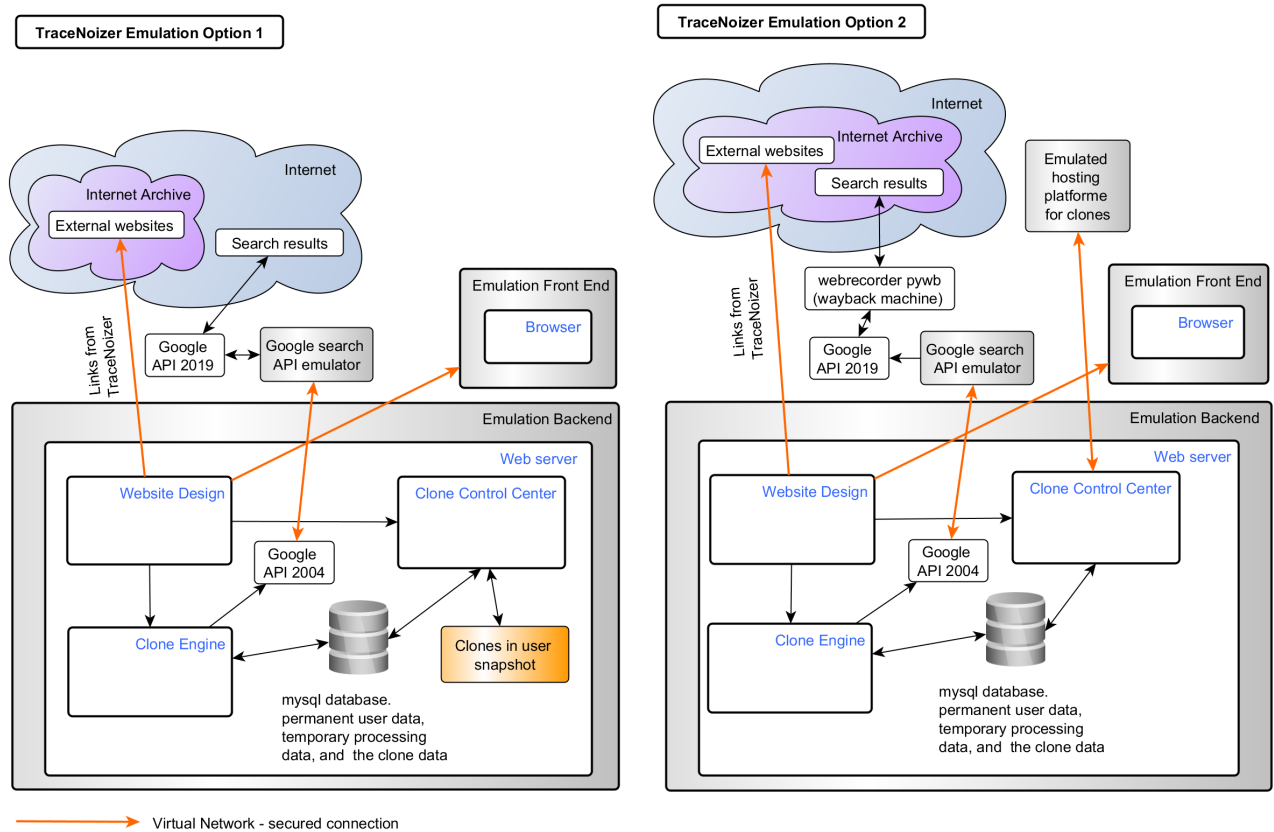 TraceNoizer Emulation Option 1
Internet
Internet Archive
External websites
Search results
Links from
TraceNoizer
Google
API 2019
Google search
API emulator
Emulation Front End
Browser
Emulation Backend
Web server
Website Design
Clone Control Center
Google
API 2004
Clone Engine
Clones in user
snapshot
mysql database.
permanent user data,
temporary processing
data, and  the clone data
Virtual Network - secured connection
TraceNoizer Emulation Option 2
Internet
Internet Archive
External websites
Search results
Emulated
hosting
platforme
for clones
webrecorder pywb
(wayback machine)
Links from
TraceNoizer
Google
API 2019
Google search
API emulator
Emulation Front End
Browser
Emulation Backend
Web server
Website Design
Clone Control Center
Google
API 2004
Clone Engine
mysql database.
permanent user data,
temporary processing
data, and  the clone data